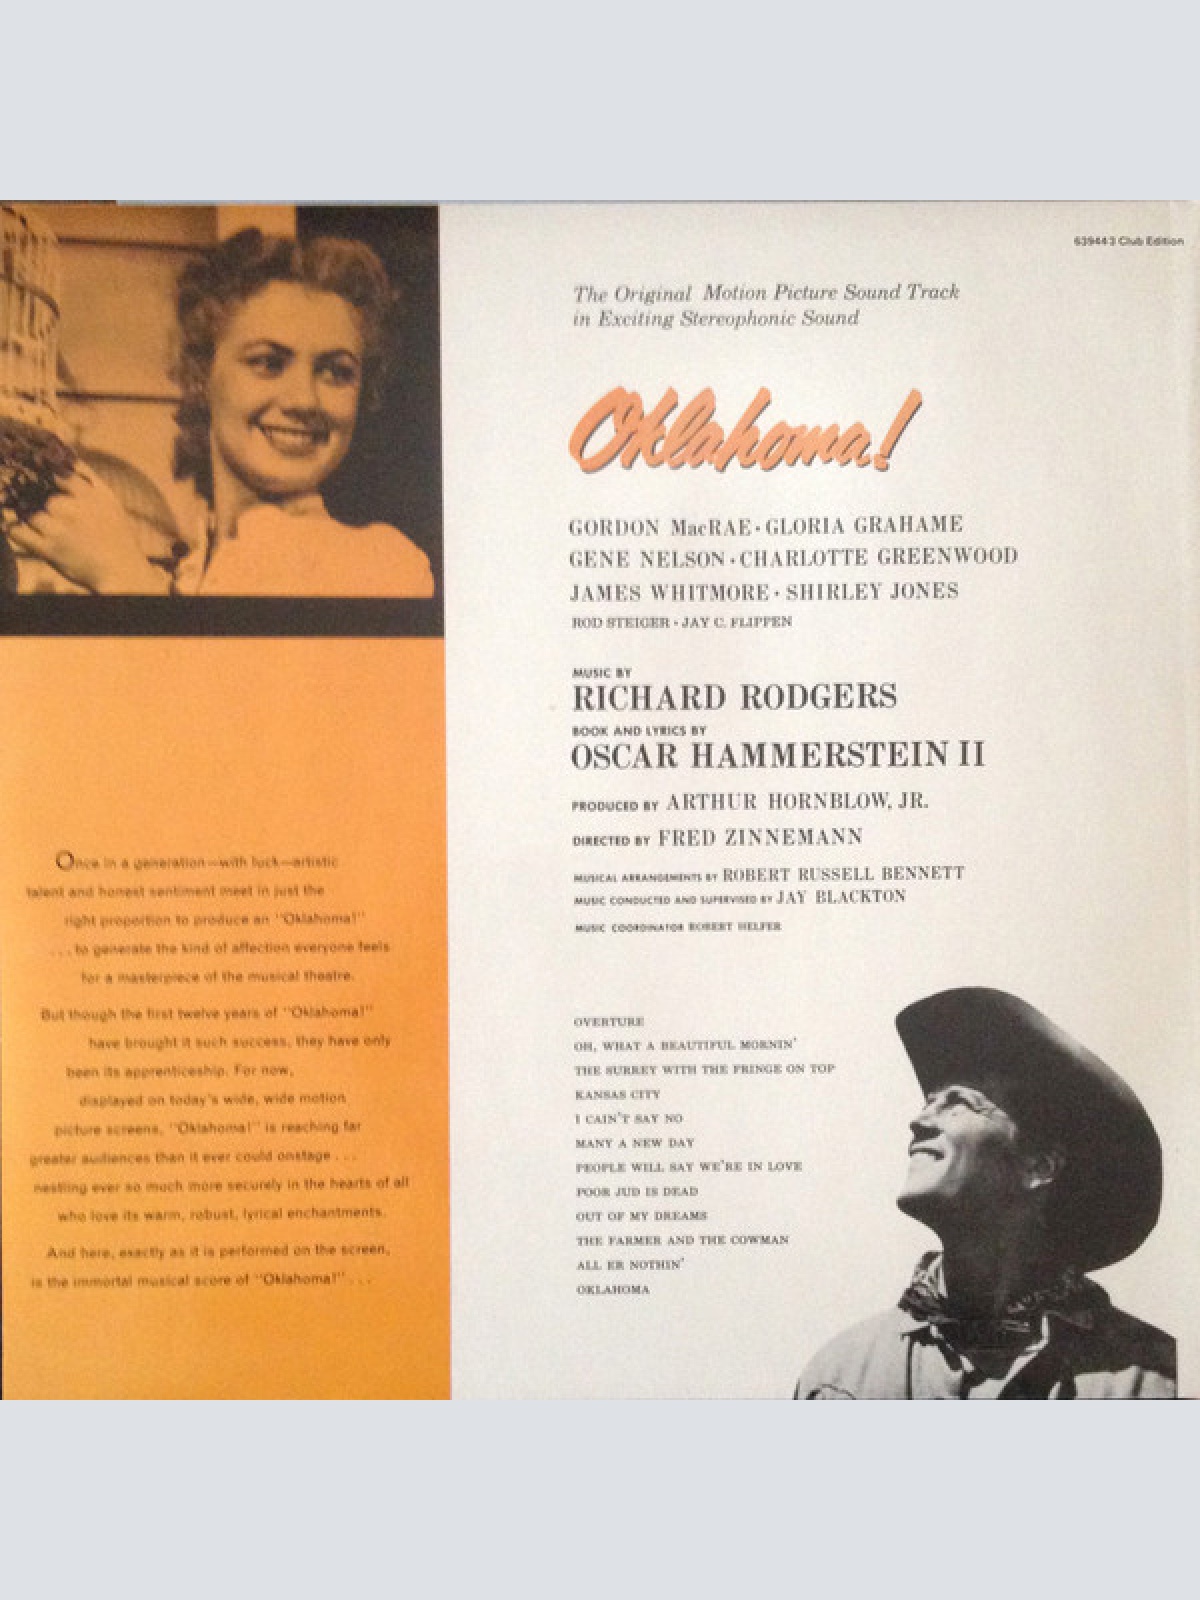 639443 Club Edition
The Original Motion Picture Sound Track
in Exciting Stereophonic Sound
Oklahoma!
GORDON MacRAE · GLORIA GRAHAME
GENE NELSON · CHARLOTTE GREENWOOD
JAMES WHITMORE · SHIRLEY JONES
ROD STEIGER · JAY C. FLIPPEN
MUSIC BY
RICHARD RODGERS
BOOK AND LYRICS BY
OSCAR HAMMERSTEIN II
PRODUCED BY ARTHUR HORNBLOW, JR.
DIRECTED BY FRED ZINNEMANN
MUSICAL ARRANGEMENTS BY ROBERT RUSSELL BENNETT
MUSIC CONDUCTED AND SUPERVISED BY JAY BLACKTON
MUSIC COORDINATOR ROBERT HELFER
OVERTURE
OH, WHAT A BEAUTIFUL MORNIN'
THE SURREY WITH THE FRINGE ON TOP
KANSAS CITY
I CAIN'T SAY NO
MANY A NEW DAY
PEOPLE WILL SAY WE'RE IN LOVE
POOR JUD IS DEAD
OUT OF MY DREAMS
THE FARMER AND THE COWMAN
ALL ER NOTHIN'
OKLAHOMA
Once in a generation—with luck—artistic
talent and honest sentiment meet in just the
right proportion to produce an "Oklahoma!"
...to generate the kind of affection everyone feels
for a masterpiece of the musical theatre.
But though the first twelve years of "Oklahoma!"
have brought it such success, they have only
been its apprenticeship. For now,
displayed on today's wide, wide motion
picture screens, "Oklahoma!" is reaching far
greater audiences than it ever could onstage...
nestling ever so much more securely in the hearts of all
who love its warm, robust, lyrical enchantments.
And here, exactly as it is performed on the screen,
is the immortal musical score of "Oklahoma!"...